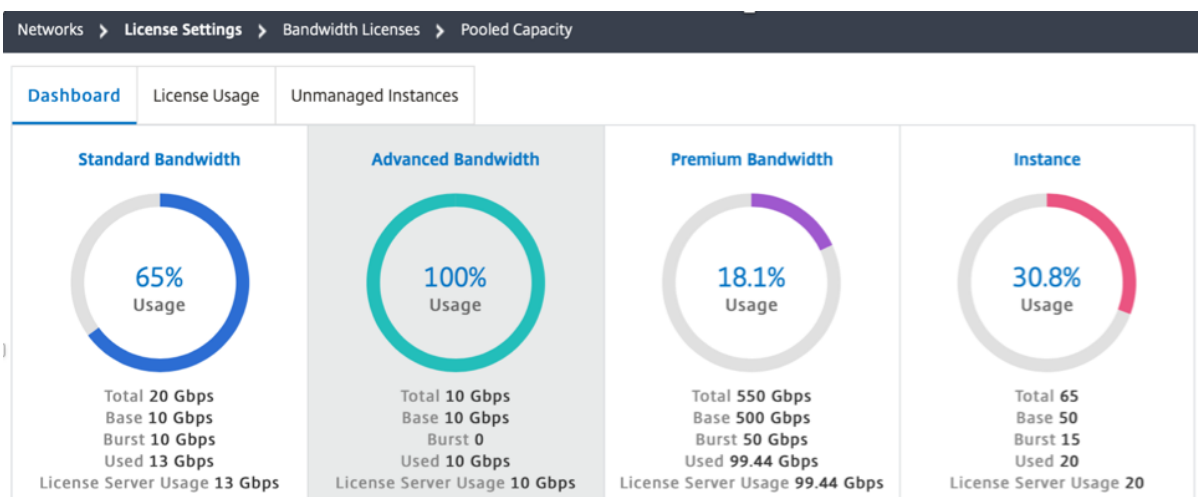 Networks > License Settings > Bandwidth Licenses > Pooled Capacity
Dashboard License Usage Unmanaged Instances
Standard Bandwidth
65%
Usage
Total 20 Gbps
Base 10 Gbps
Burst 10 Gbps
Used 13 Gbps
License Server Usage 13 Gbps
Advanced Bandwidth
100%
Usage
Total 10 Gbps
Base 10 Gbps
Burst 0
Used 10 Gbps
License Server Usage 10 Gbps
Premium Bandwidth
18.1%
Usage
Total 550 Gbps
Base 500 Gbps
Burst 50 Gbps
Used 99.44 Gbps
License Server Usage 99.44 Gbps
Instance
30.8%
Usage
Total 65
Base 50
Burst 15
Used 20
License Server Usage 20